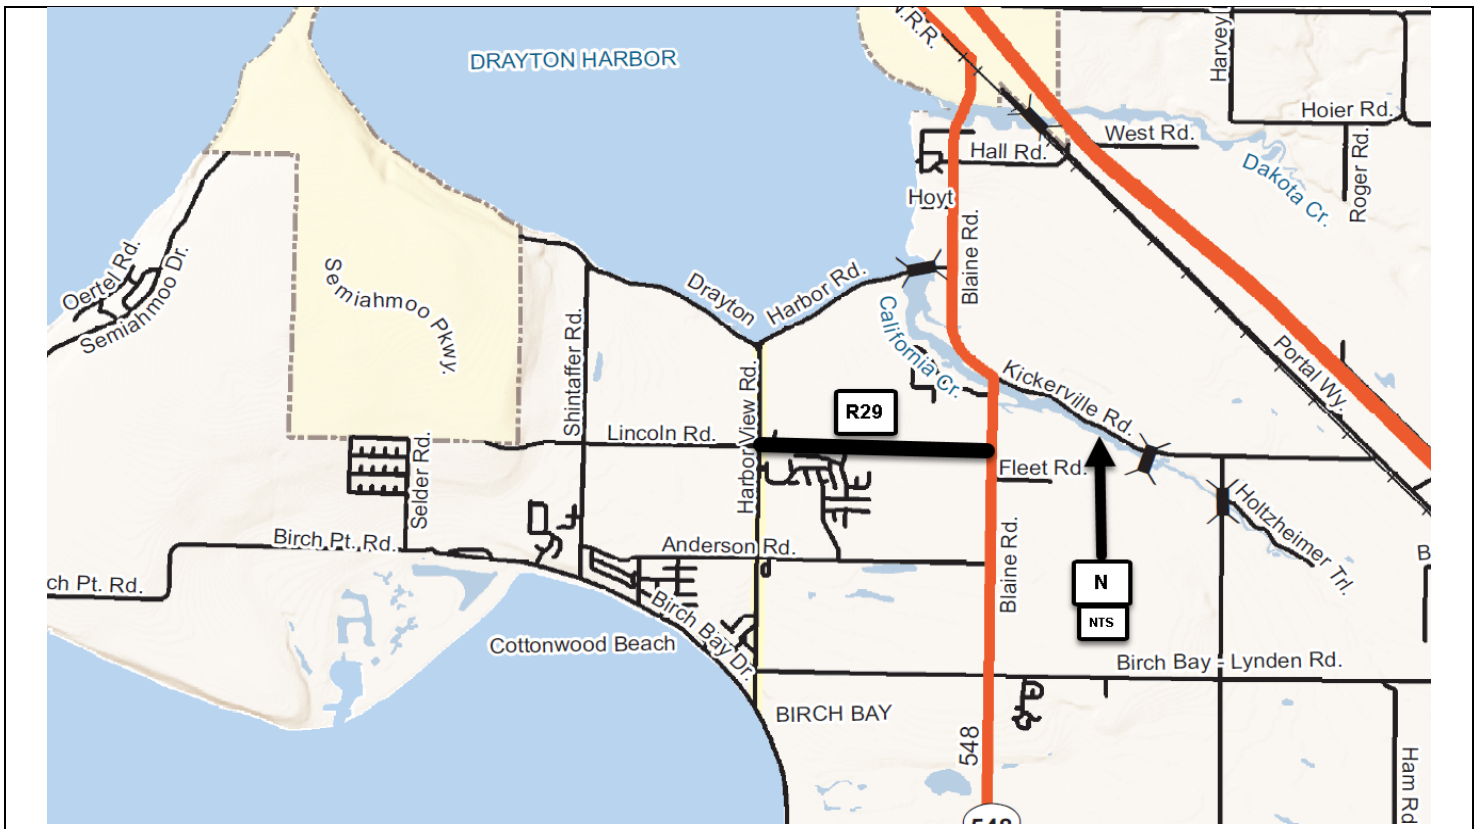 N.R.R.
DRAYTON HARBOR
Harvey
Hoier Rd.
West Rd.
Hall Rd.
Dakota Cr.
Roger Rd.
Hoyt
Blaine Rd.
Oertel Rd.
Semiahmoo Dr.
Semiahmoo Pkwy.
Drayton
Harbor Rd.
California Cr.
Shintaffer Rd.
Harbor View Rd.
Kickerville Rd.
Portal Wy.
R29
Lincoln Rd.
Selder Rd.
Fleet Rd.
Holtzheimer Trl.
Birch Pt. Rd.
Anderson Rd.
Blaine Rd.
B
ch Pt. Rd.
N
NTS
Birch Bay Dr.
Cottonwood Beach
Birch Bay - Lynden Rd.
BIRCH BAY
548
Ham Rd
548